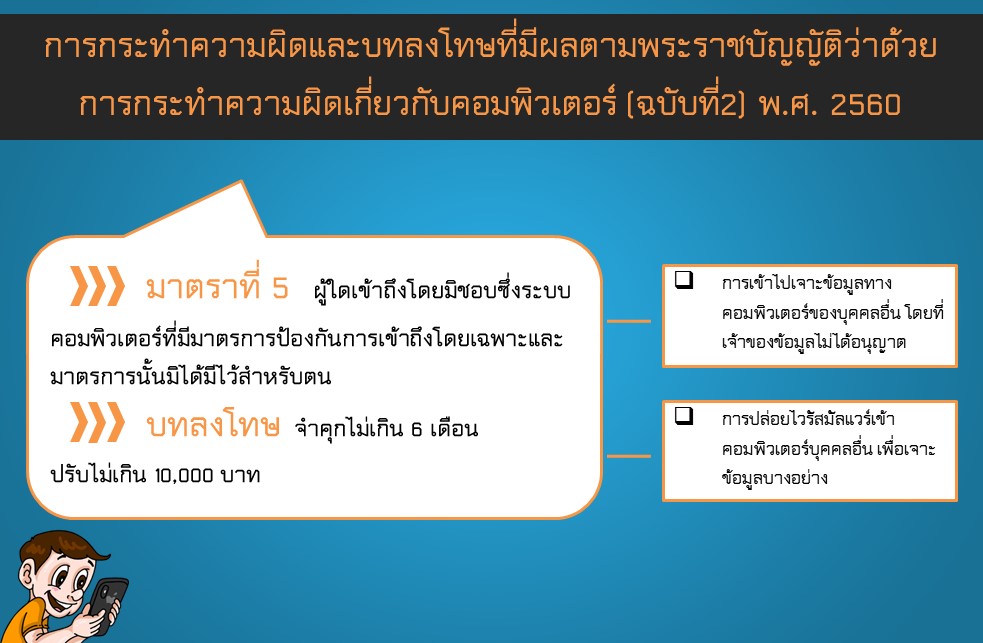 การกระทำความผิดและบทลงโทษที่มีผลตามพระราชบัญญัติว่าด้วย
การกระทำความผิดเกี่ยวกับคอมพิวเตอร์ (ฉบับที่2) พ.ศ. 2560
มาตราที่ 5 ผู้ใดเข้าถึงโดยมิชอบซึ่งระบบ
คอมพิวเตอร์ที่มีมาตรการป้องกันการเข้าถึงโดยเฉพาะและ
มาตรการนั้นมิได้มีไว้สำหรับตน
บทลงโทษ จำคุกไม่เกิน 6 เดือน
ปรับไม่เกิน 10,000 บาท
การเข้าไปเจาะข้อมูลทาง
คอมพิวเตอร์ของบุคคลอื่น โดยที่
เจ้าของข้อมูลไม่ได้อนุญาต
การปล่อยไวรัสมัลแวร์เข้า
คอมพิวเตอร์บุคคลอื่น เพื่อเจาะ
ข้อมูลบางอย่าง